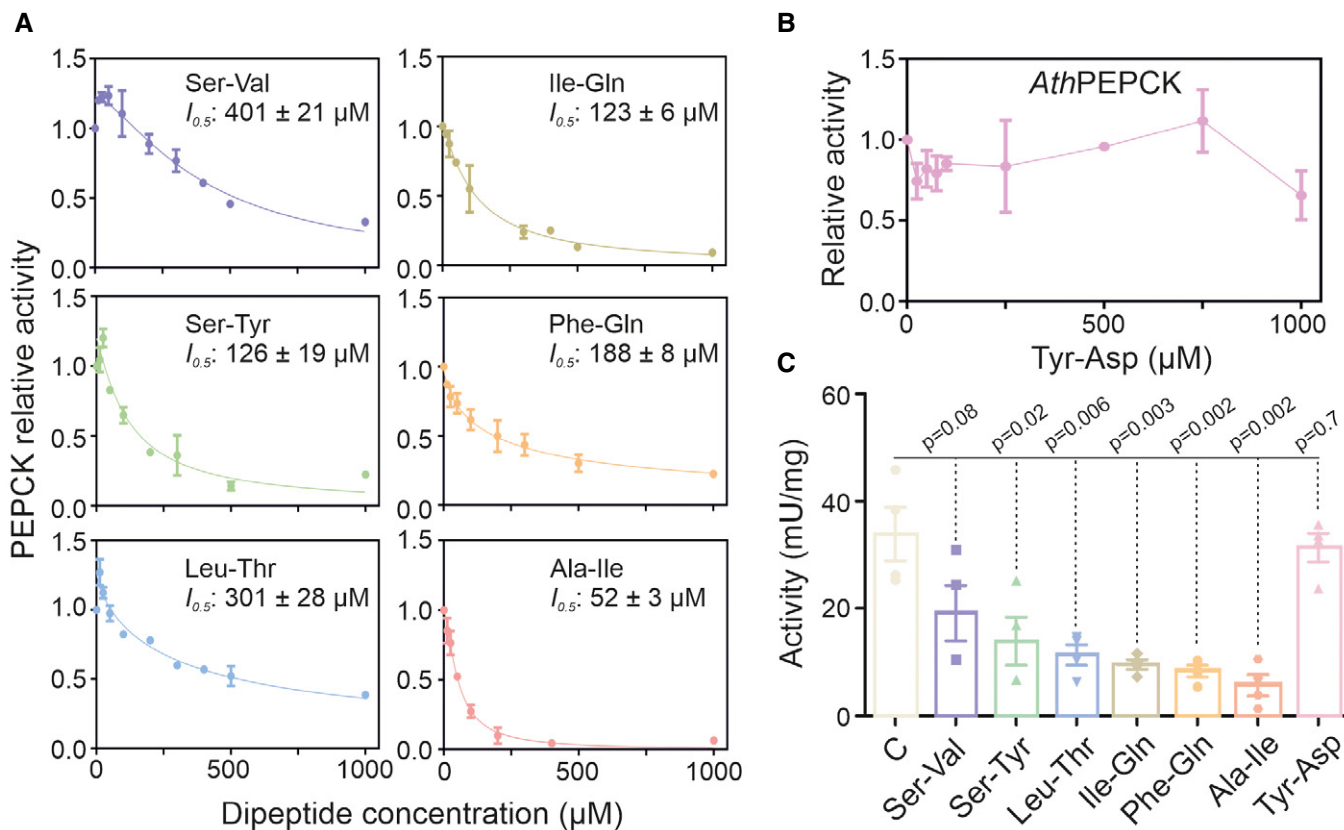 A
PEPCK relative activity
1.5
1.0
0.5
0.0
Ser-Val
I0.5: 401 ± 21 µM
1.5
1.0
0.5
0.0
Ile-Gln
I0.5: 123 ± 6 µM
1.5
1.0
0.5
0.0
Ser-Tyr
I0.5: 126 ± 19 µM
1.5
1.0
0.5
0.0
Phe-Gln
I0.5: 188 ± 8 µM
1.5
1.0
0.5
0.0
Leu-Thr
I0.5: 301 ± 28 µM
0 500 1000
1.5
1.0
0.5
0.0
Ala-Ile
I0.5: 52 ± 3 µM
0 500 1000
Dipeptide concentration (µM)
B
Relative activity
1.5
1.0
0.5
0.0
AthPEPCK
0 500 1000
Tyr-Asp (µM)
C
Activity (mU/mg)
60
40
20
0
p=0.08 p=0.02 p=0.006 p=0.003 p=0.002 p=0.002 p=0.7
C Ser-Val Ser-Tyr Leu-Thr Ile-Gln Phe-Gln Ala-Ile Tyr-Asp